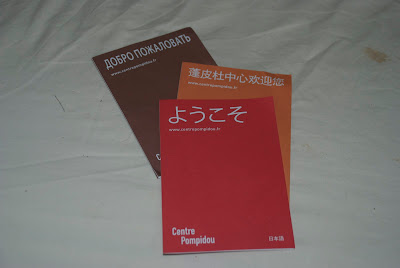 ДОБРО ПОЖАЛОВАТЬ
www.centrepompidou.fr
蓬皮杜中心欢迎您
www.centrepompidou.fr
ようこそ
www.centrepompidou.fr
Centre
Pompidou
日本語